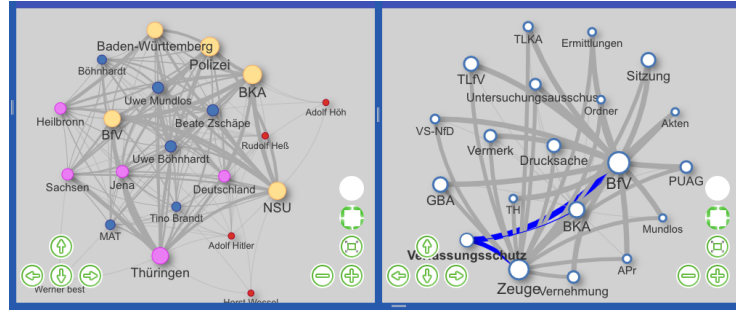 Baden-Württemberg
Polizei
Böhnhardt
BKA
Uwe Mundlos
Adolf Höh
Heilbronn
Beate Zschäpe
BfV
Rudolf Heß
Uwe Böhnhardt
Sachsen
Jena
Deutschland
NSU
Tino Brandt
MAT
Adolf Hitler
Thüringen
Werner best
Horst Wessel
TLKA
Ermittlungen
TLfV
Sitzung
Untersuchungsausschus
Ordner
VS-NfD
Akten
Vermerk
Drucksache
BfV
PUAG
GBA
TH
BKA
Mundlos
Verfassungsschutz
APr
Zeuge
Vernehmung